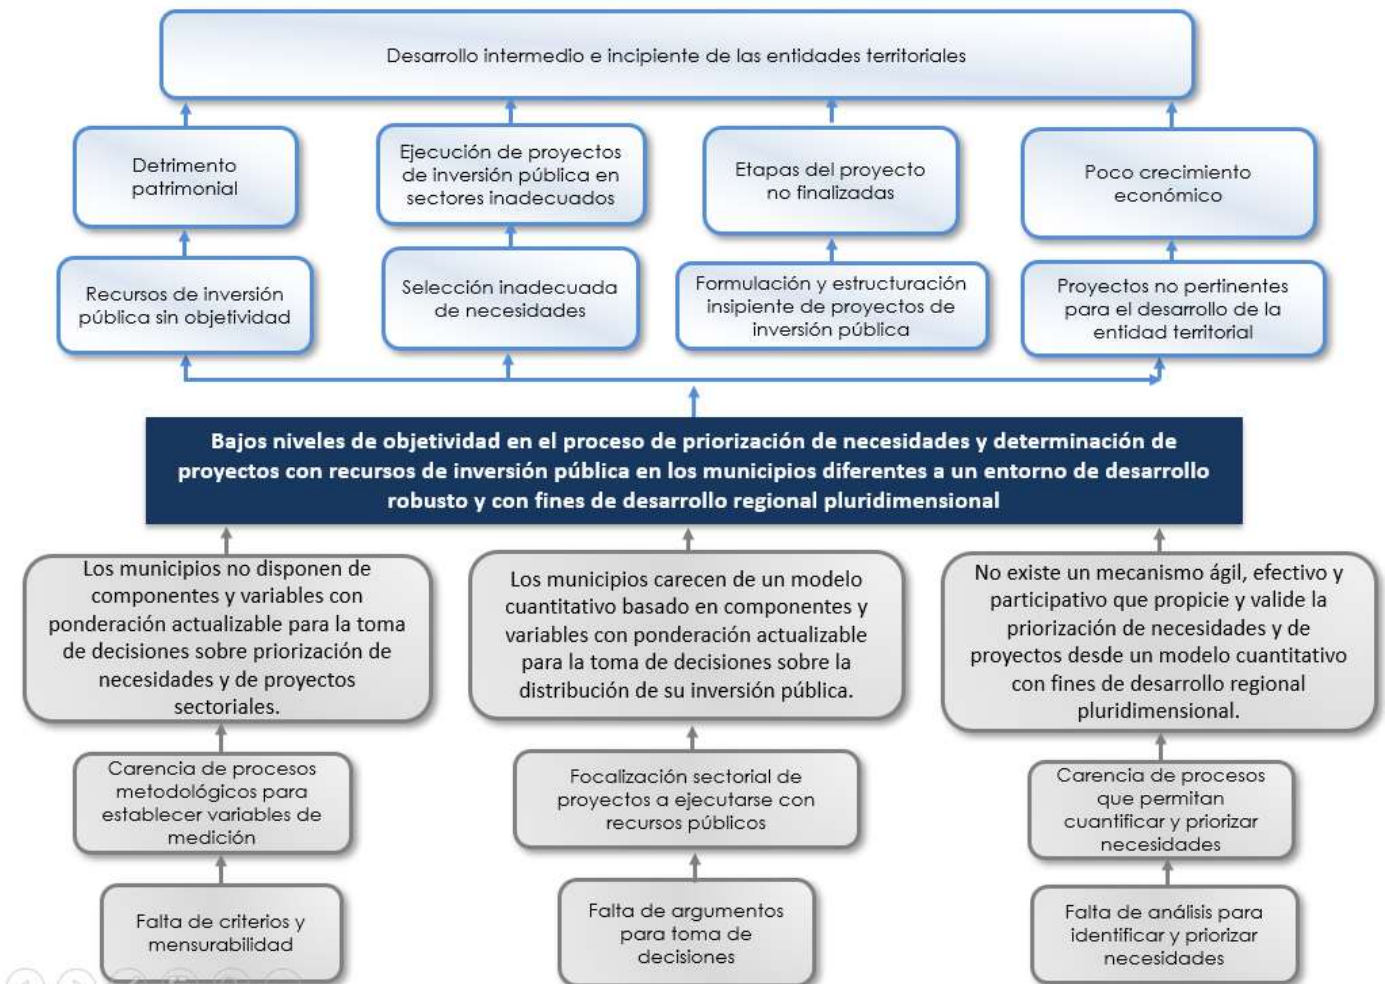 Desarrollo intermedio e incipiente de las entidades territoriales
Detrimento
patrimonial
Ejecución de proyectos
de inversión pública en
sectores inadecuados
Etapas del proyecto
no finalizadas
Poco crecimiento
económico
Recursos de inversión
pública sin objetividad
Selección inadecuada
de necesidades
Formulación y estructuración
insipiente de proyectos de
inversión pública
Proyectos no pertinentes
para el desarrollo de la
entidad territorial
Bajos niveles de objetividad en el proceso de priorización de necesidades y determinación de
proyectos con recursos de inversión pública en los municipios diferentes a un entorno de desarrollo
robusto y con fines de desarrollo regional pluridimensional
Los municipios no disponen de
componentes y variables con
ponderación actualizable para la toma
de decisiones sobre priorización de
necesidades y de proyectos
sectoriales.
Los municipios carecen de un modelo
cuantitativo basado en componentes y
variables con ponderación actualizable
para la toma de decisiones sobre la
distribución de su inversión pública.
No existe un mecanismo ágil, efectivo y
participativo que propicie y valide la
priorización de necesidades y de
proyectos desde un modelo cuantitativo
con fines de desarrollo regional
pluridimensional.
Carencia de procesos
metodológicos para
establecer variables de
medición
Focalización sectorial de
proyectos a ejecutarse con
recursos públicos
Carencia de procesos
que permitan
cuantificar y priorizar
necesidades
Falta de criterios y
mensurabilidad
Falta de argumentos
para toma de
decisiones
Falta de análisis para
identificar y priorizar
necesidades